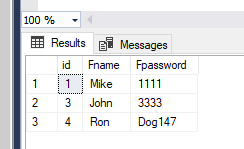 100 %
Results Messages
id Fname Fpassword
1 1 Mike 1111
2 3 John 3333
3 4 Ron Dog147